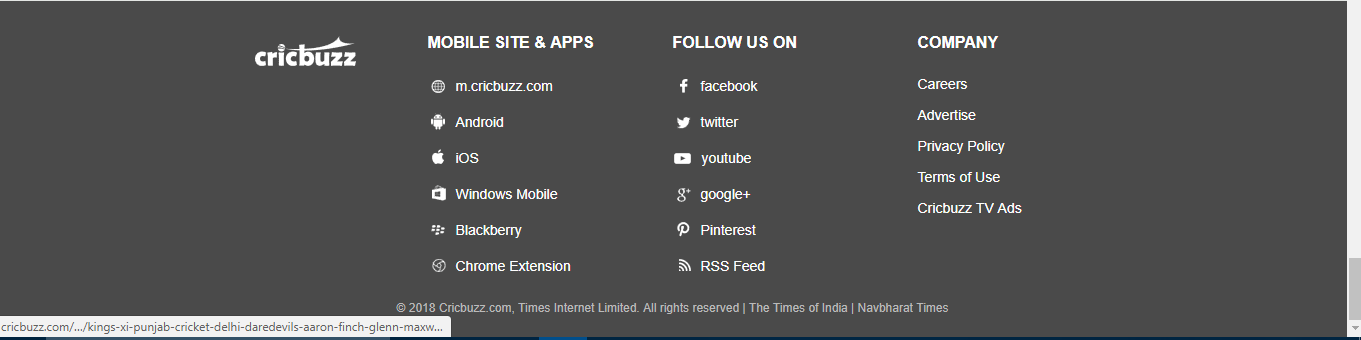 cricbuzz
MOBILE SITE & APPS
m.cricbuzz.com
Android
iOS
Windows Mobile
Blackberry
Chrome Extension
FOLLOW US ON
facebook
twitter
youtube
google+
Pinterest
RSS Feed
COMPANY
Careers
Advertise
Privacy Policy
Terms of Use
Cricbuzz TV Ads
© 2018 Cricbuzz.com, Times Internet Limited. All rights reserved | The Times of India | Navbharat Times
cricbuzz.com/.../kings-xi-punjab-cricket-delhi-daredevils-aaron-finch-glenn-maxw...